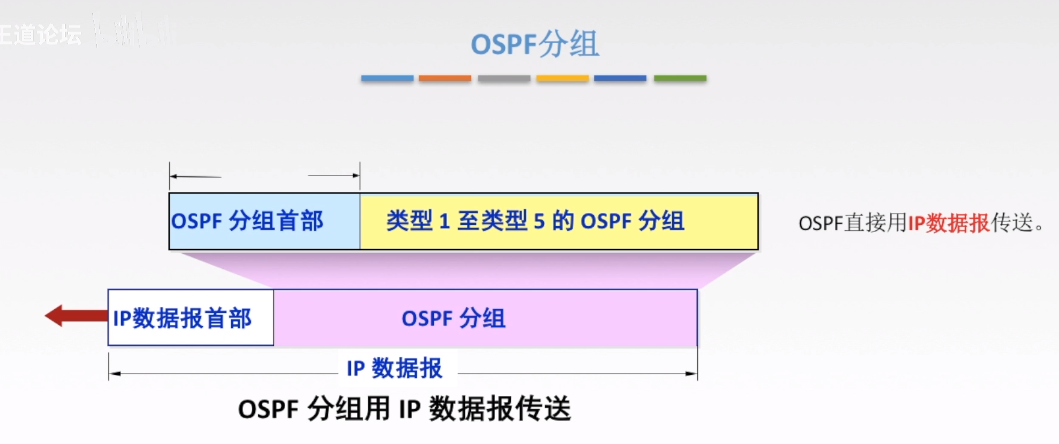 王道论坛
OSPF分组
OSPF 分组首部
类型 1 至类型 5 的 OSPF 分组
OSPF直接用IP数据报传送。
IP数据报首部
OSPF 分组
IP 数据报
OSPF 分组用 IP 数据报传送